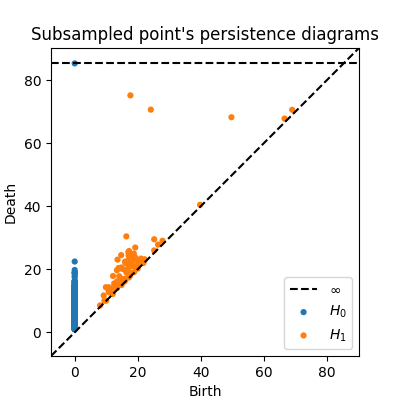 Subsampled point's persistence diagrams
Death
80
60
40
20
0
∞
H₀
H₁
0 20 40 60 80
Birth